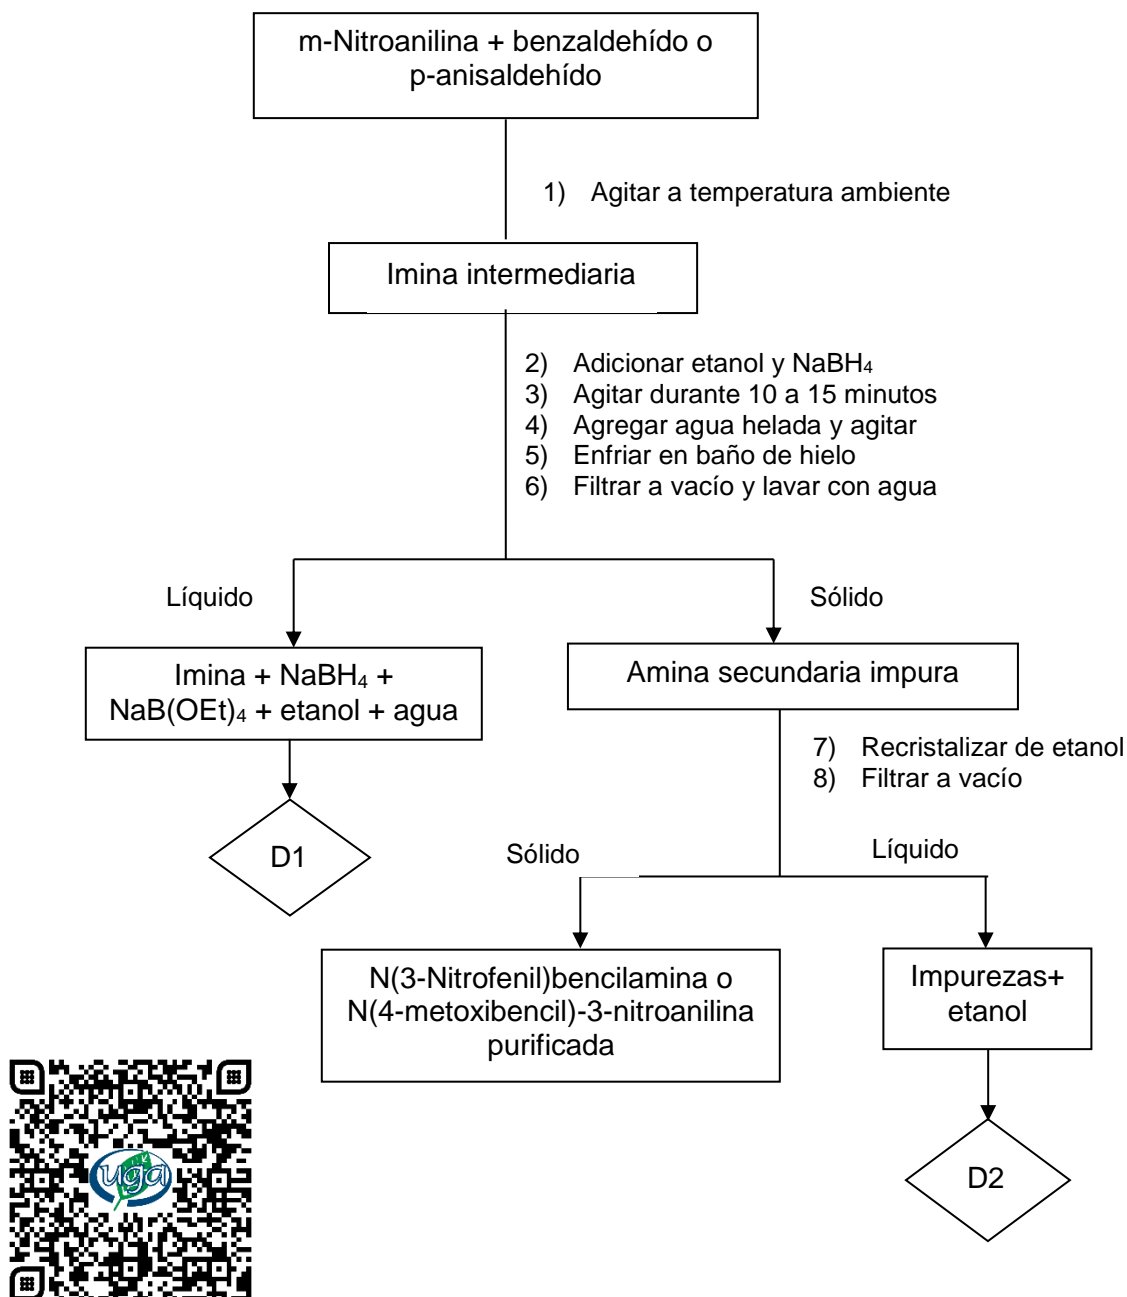 m-Nitroanilina + benzaldehído o
p-anisaldehído
1) Agitar a temperatura ambiente
Imina intermediaria
2) Adicionar etanol y NaBH₄
3) Agitar durante 10 a 15 minutos
4) Agregar agua helada y agitar
5) Enfriar en baño de hielo
6) Filtrar a vacío y lavar con agua
Líquido
Sólido
Imina + NaBH₄ +
NaB(OEt)₄ + etanol + agua
Amina secundaria impura
D1
7) Recristalizar de etanol
8) Filtrar a vacío
Sólido
Líquido
N(3-Nitrofenil)bencilamina o
N(4-metoxibencil)-3-nitroanilina
purificada
Impurezas+
etanol
D2
uga